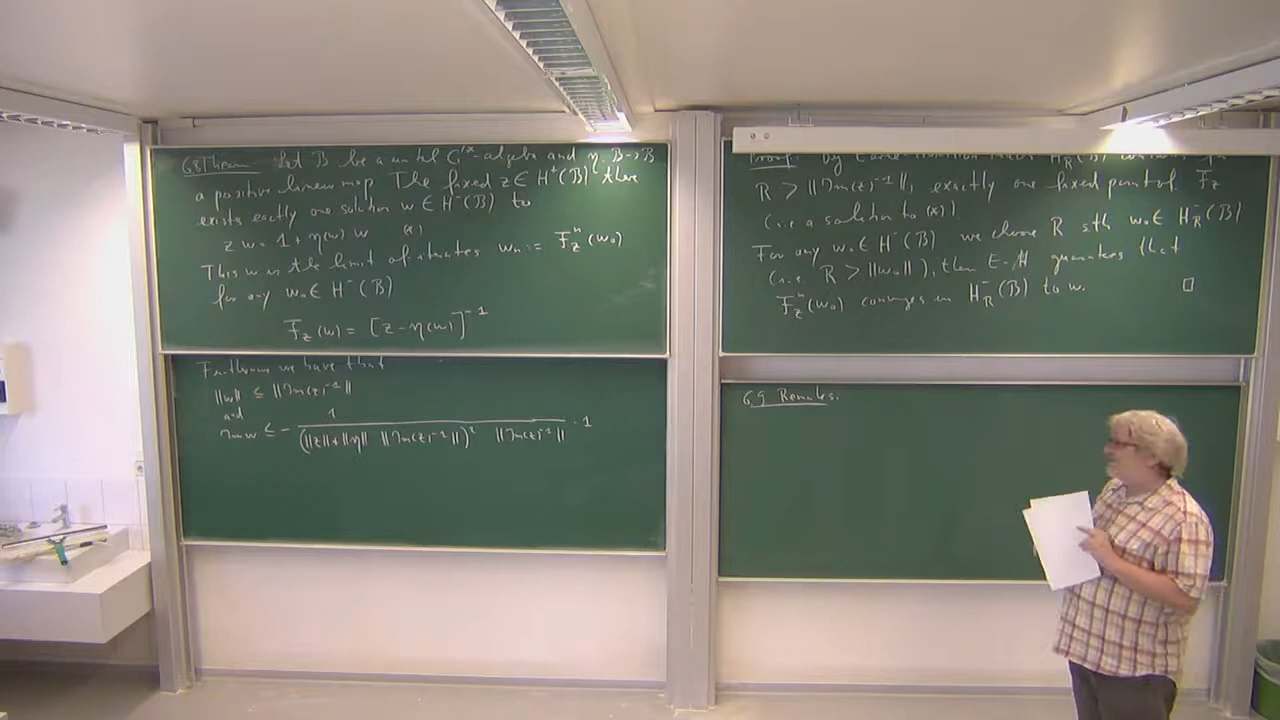 6.8 Theorem Let B be a unital C*-algebra and η: B→B
a positive linear map. The fixed z ∈ H⁺(B) there
exists exactly one solution w ∈ H⁻(B) to
z w = 1 + η(w) w (*)
This w is the limit of iterates wₙ := F_z^n (w₀)
for any w₀ ∈ H⁻(B)
F_z(w) = [z - η(w)]⁻¹
Furthermore we have that
||w|| ≤ ||Im(z)⁻¹||
and
Im w ≤ - 1 / ((||z|| + ||η|| ||Im(z)⁻¹||)² ||Im(z)⁻¹||) · 1
Proof: By
R > ||Im(z)⁻¹||, exactly one fixed point of F_z
(i.e. a solution to (*)).
For any w₀ ∈ H⁻(B) we choose R sth w₀ ∈ H_R⁻(B)
(i.e. R > ||w₀||), then E-H guarantees that
F_z^n(w₀) converges in H_R⁻(B) to w. □
6.9 Remarks.